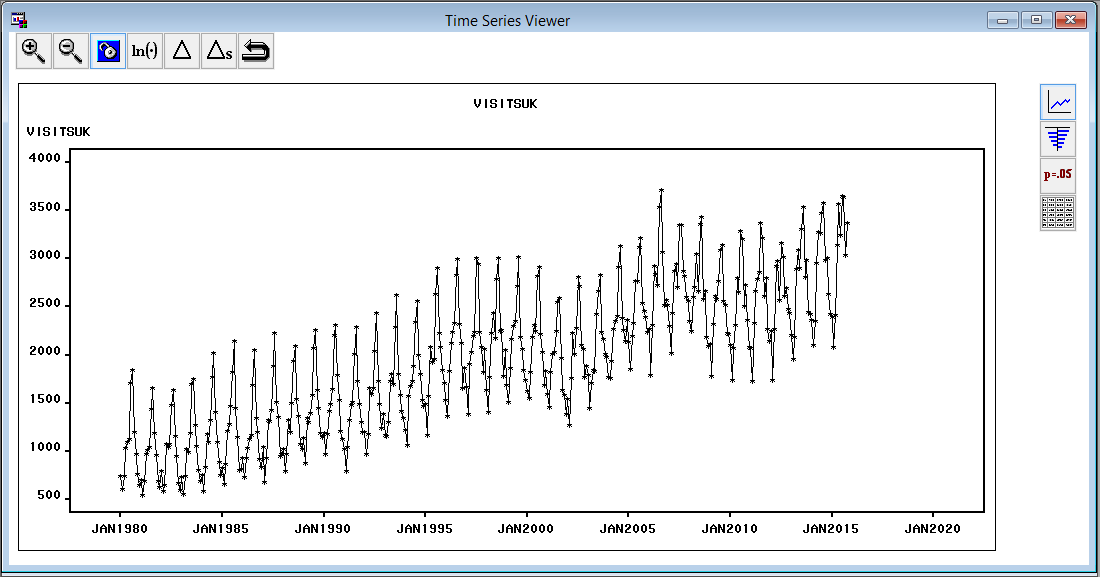 Time Series Viewer
ln(·) Δ Δs
VISITSUK
VISITSUK
4000
3500
3000
2500
2000
1500
1000
500
JAN1980 JAN1985 JAN1990 JAN1995 JAN2000 JAN2005 JAN2010 JAN2015 JAN2020
p=.05